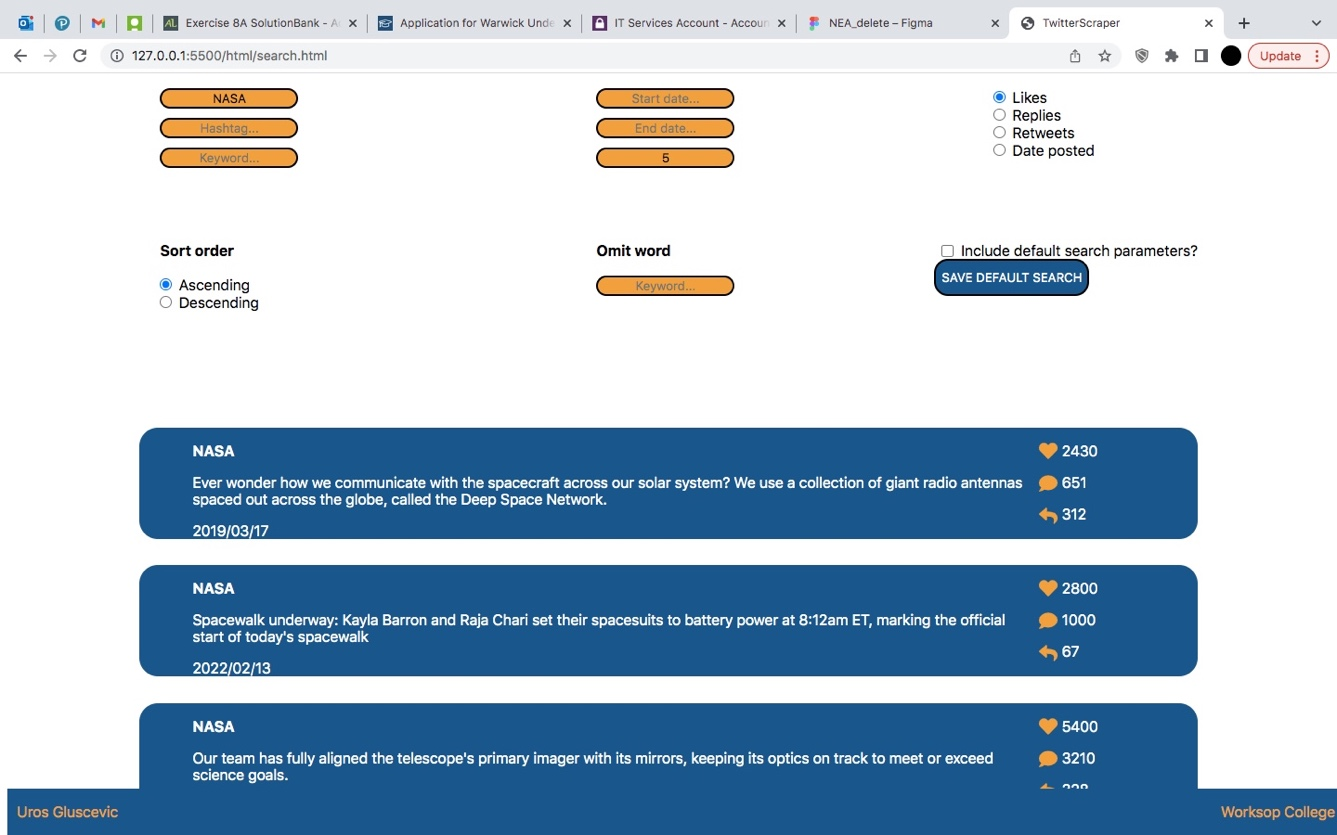 Exercise 8A SolutionBank - A
Application for Warwick Unde
IT Services Account - Accoun
NEA_delete – Figma
TwitterScraper
127.0.0.1:5500/html/search.html
Update
NASA
Start date...
Likes
Hashtag...
End date...
Replies
Retweets
Keyword...
5
Date posted
Sort order
Omit word
Include default search parameters?
Ascending
Keyword...
SAVE DEFAULT SEARCH
Descending
NASA
2430
Ever wonder how we communicate with the spacecraft across our solar system? We use a collection of giant radio antennas
spaced out across the globe, called the Deep Space Network.
651
312
2019/03/17
NASA
2800
Spacewalk underway: Kayla Barron and Raja Chari set their spacesuits to battery power at 8:12am ET, marking the official
start of today's spacewalk
1000
67
2022/02/13
NASA
5400
Our team has fully aligned the telescope's primary imager with its mirrors, keeping its optics on track to meet or exceed
science goals.
3210
Uros Gluscevic
Worksop College